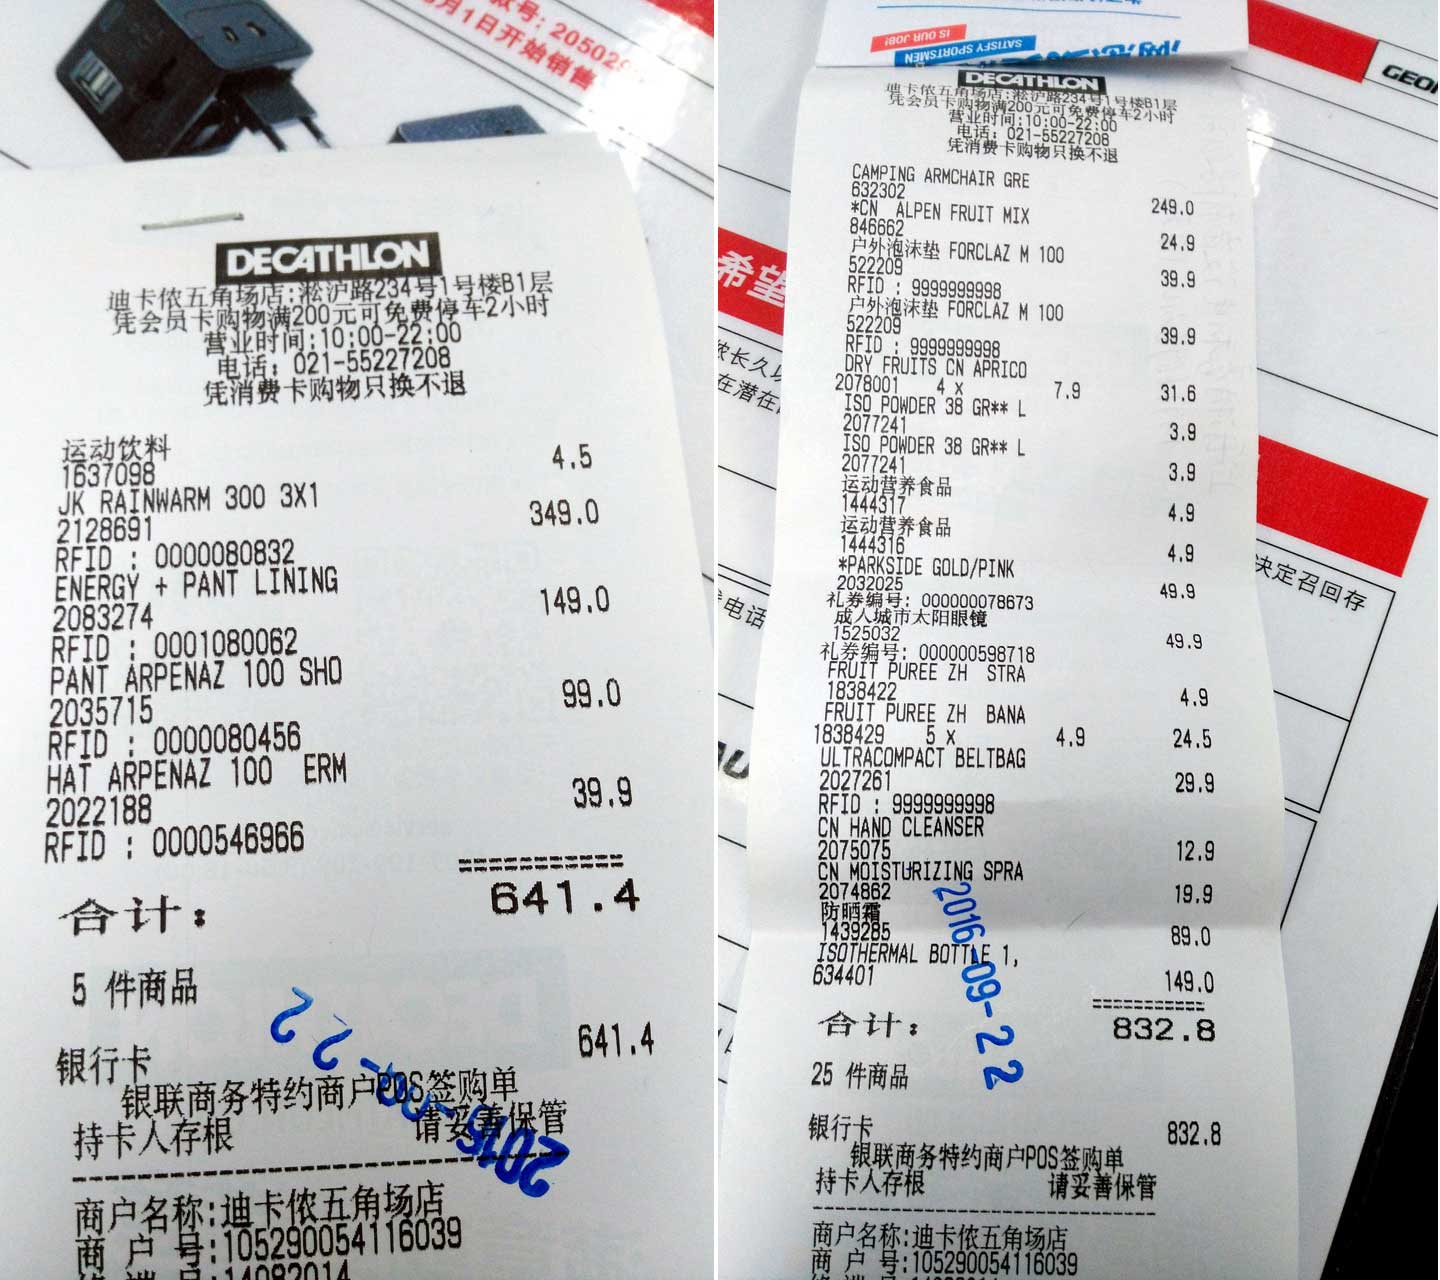 款号: 205029
月1日开始销售
DECATHLON
迪卡侬五角场店:淞沪路234号1号楼B1层
凭会员卡购物满200元可免费停车2小时
营业时间:10:00-22:00
电话: 021-55227208
凭消费卡购物只换不退
运动饮料
1637098 4.5
JK RAINWARM 300 3X1
2128691 349.0
RFID : 0000080832
ENERGY + PANT LINING
2083274 149.0
RFID : 0001080062
PANT ARPENAZ 100 SHO
2035715 99.0
RFID : 0000080456
HAT ARPENAZ 100 ERM
2022188 39.9
RFID : 0000546966
===========
合计: 641.4
5 件商品
银行卡 641.4
银联商务特约商户POS签购单
持卡人存根 请妥善保管
商户名称:迪卡侬五角场店
商 户 号:105290054116039
终 端 号:14082014
2016-09-22
IS OUR JOB!
SATISFY SPORTSMEN
DECATHLON
迪卡侬五角场店:淞沪路234号1号楼B1层
凭会员卡购物满200元可免费停车2小时
营业时间:10:00-22:00
电话: 021-55227208
凭消费卡购物只换不退
CAMPING ARMCHAIR GRE
632302 249.0
*CN ALPEN FRUIT MIX
846662 24.9
户外泡沫垫 FORCLAZ M 100
522209 39.9
RFID : 9999999998
户外泡沫垫 FORCLAZ M 100
522209 39.9
RFID : 9999999998
DRY FRUITS CN APRICO
2078001 4 x 7.9 31.6
ISO POWDER 38 GR** L
2077241 3.9
ISO POWDER 38 GR** L
2077241 3.9
运动营养食品
1444317 4.9
运动营养食品
1444316 4.9
*PARKSIDE GOLD/PINK
2032025 49.9
礼券编号: 000000078673
成人城市太阳眼镜
1525032 49.9
礼券编号: 000000598718
FRUIT PUREE ZH STRA
1838422 4.9
FRUIT PUREE ZH BANA
1838429 5 x 4.9 24.5
ULTRACOMPACT BELTBAG
2027261 29.9
RFID : 9999999998
CN HAND CLEANSER
2075075 12.9
CN MOISTURIZING SPRA
2074862 19.9
防晒霜
1439285 89.0
ISOTHERMAL BOTTLE 1,
634401 149.0
===========
合计: 832.8
25 件商品
银行卡 832.8
银联商务特约商户POS签购单
持卡人存根 请妥善保管
商户名称:迪卡侬五角场店
商 户 号:105290054116039
2016-09-22
希望
在潜在
电话
决定召回存